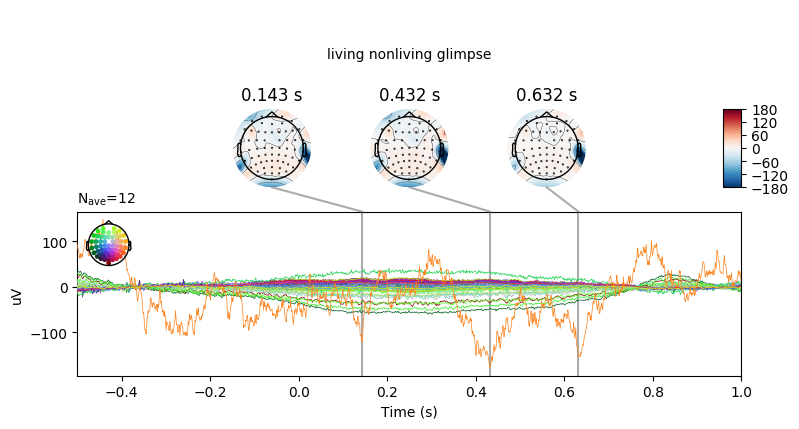 living nonliving glimpse
0.143 s 0.432 s 0.632 s
180
120
60
0
−60
−120
−180
Nave=12
100
0
−100
uV
−0.4 −0.2 0.0 0.2 0.4 0.6 0.8 1.0
Time (s)